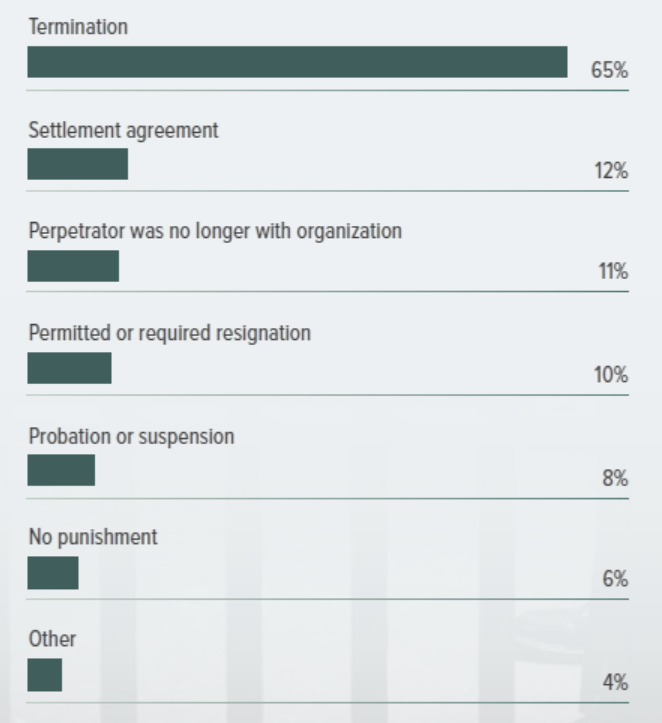 Termination
65%
Settlement agreement
12%
Perpetrator was no longer with organization
11%
Permitted or required resignation
10%
Probation or suspension
8%
No punishment
6%
Other
4%